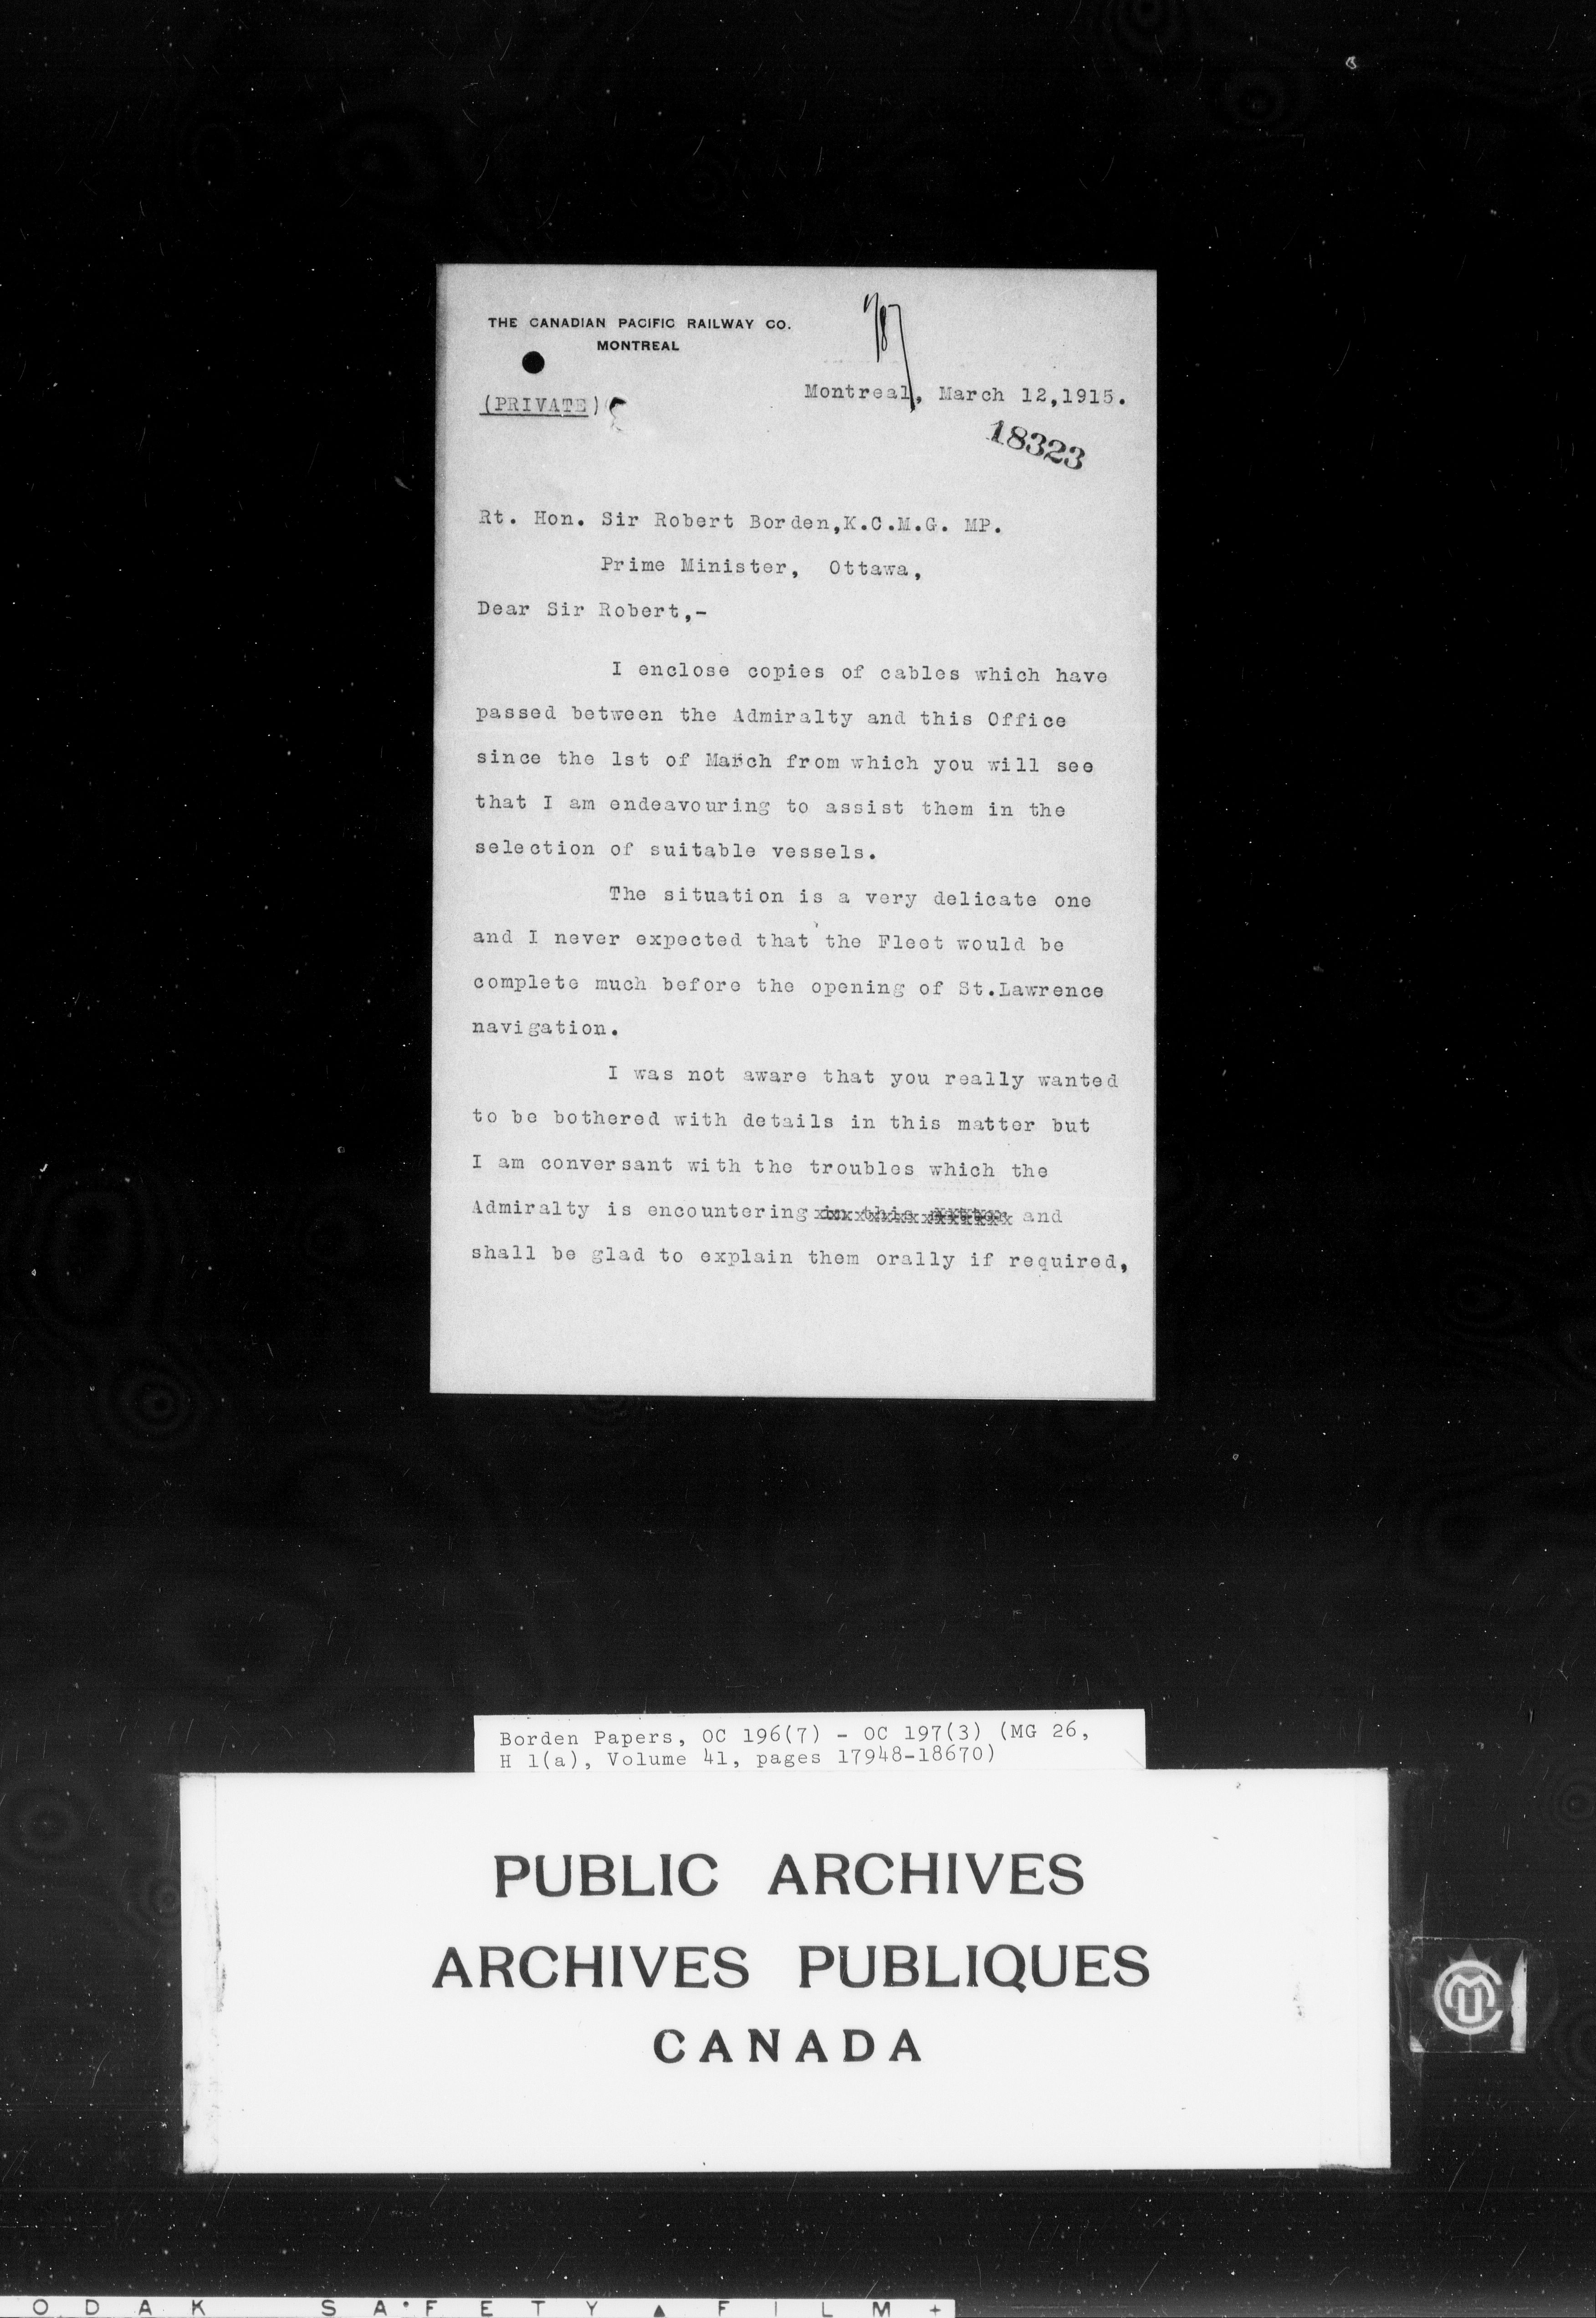 THE CANADIAN PACIFIC RAILWAY CO.
MONTREAL
(PRIVATE)
Montreal, March 12,1915.
18323
Rt. Hon. Sir Robert Borden,K.C.M.G. MP.
Prime Minister, Ottawa,
Dear Sir Robert,-
I enclose copies of cables which have
passed between the Admiralty and this Office
since the 1st of March from which you will see
that I am endeavouring to assist them in the
selection of suitable vessels.
The situation is a very delicate one
and I never expected that the Fleet would be
complete much before the opening of St.Lawrence
navigation.
I was not aware that you really wanted
to be bothered with details in this matter but
I am conversant with the troubles which the
Admiralty is encountering in this matter and
shall be glad to explain them orally if required,
Borden Papers, OC 196(7) - OC 197(3) (MG 26,
H 1(a), Volume 41, pages 17948-18670)
PUBLIC ARCHIVES
ARCHIVES PUBLIQUES
CANADA
ODAK SAFETY FILM